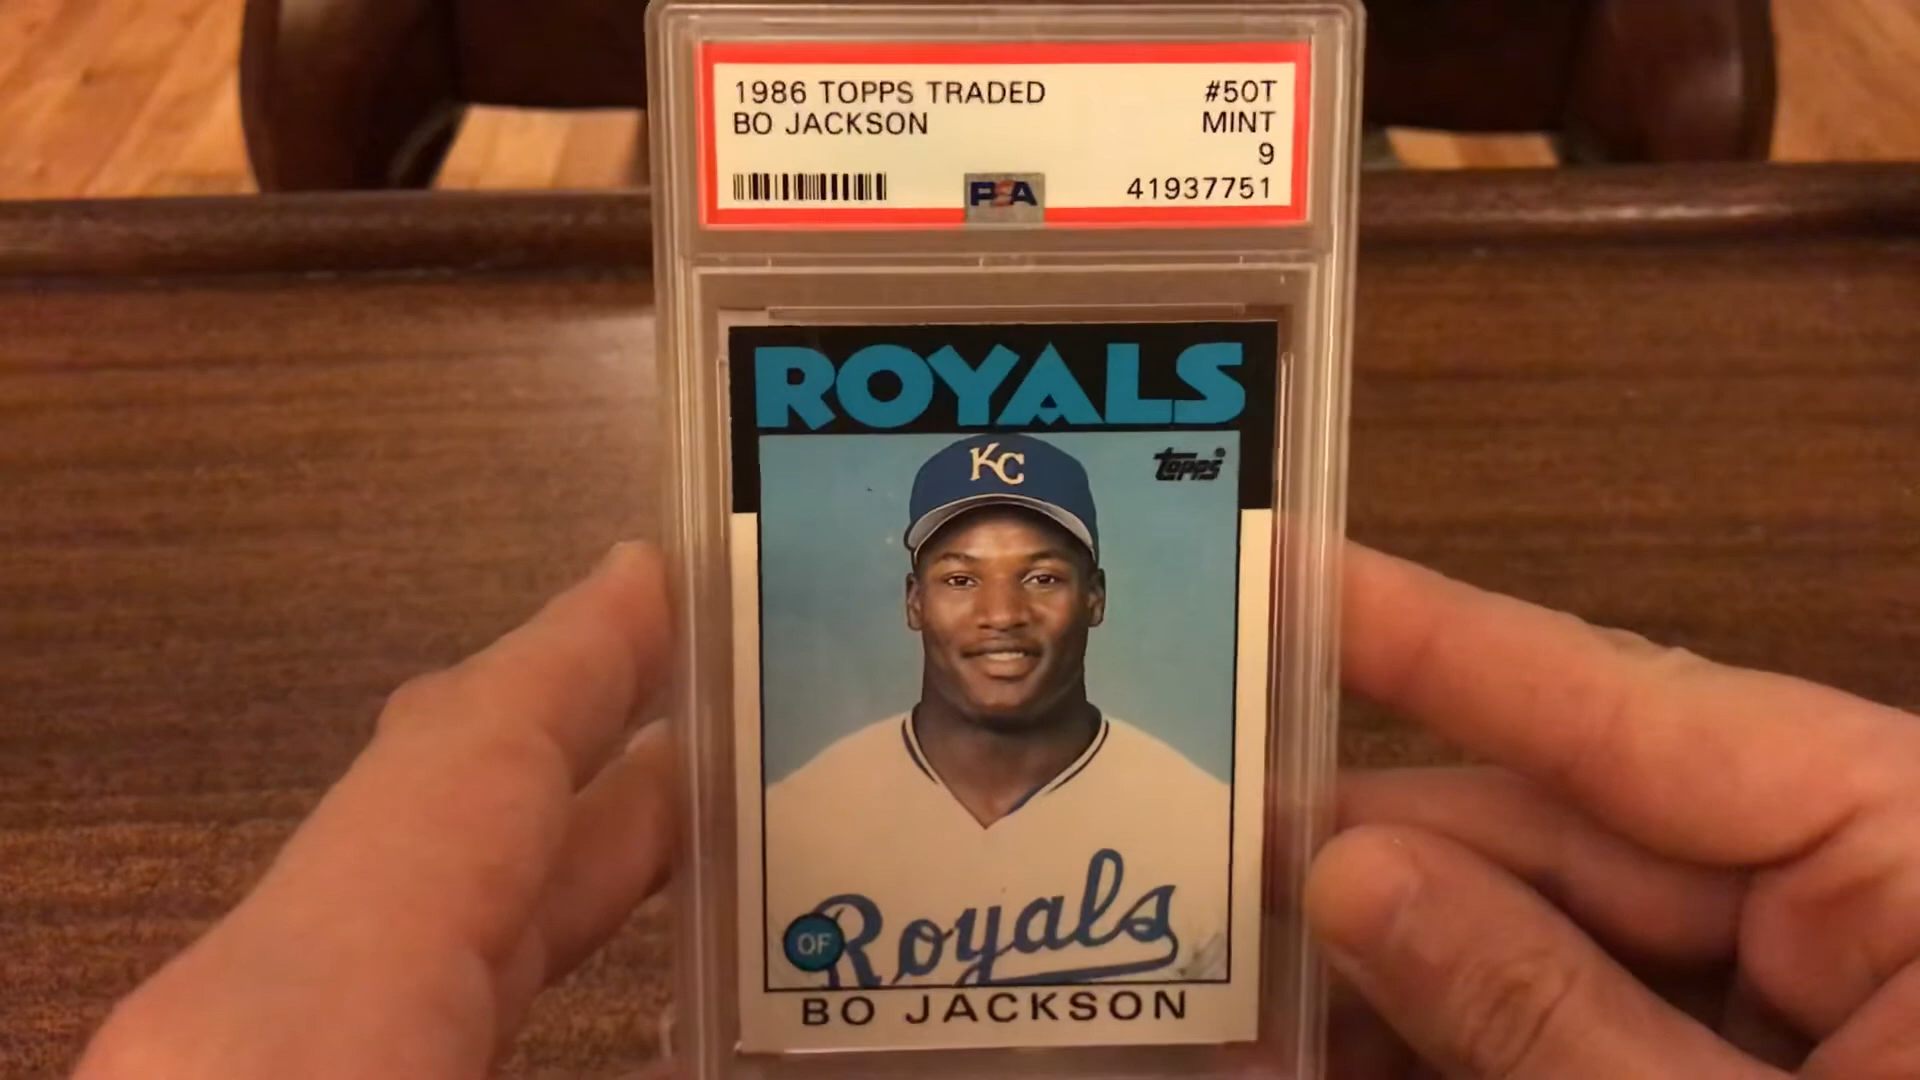 1986 TOPPS TRADED #50T
BO JACKSON MINT
9
PSA 41937751
ROYALS
KC
topps®
Royals
OF
BO JACKSON